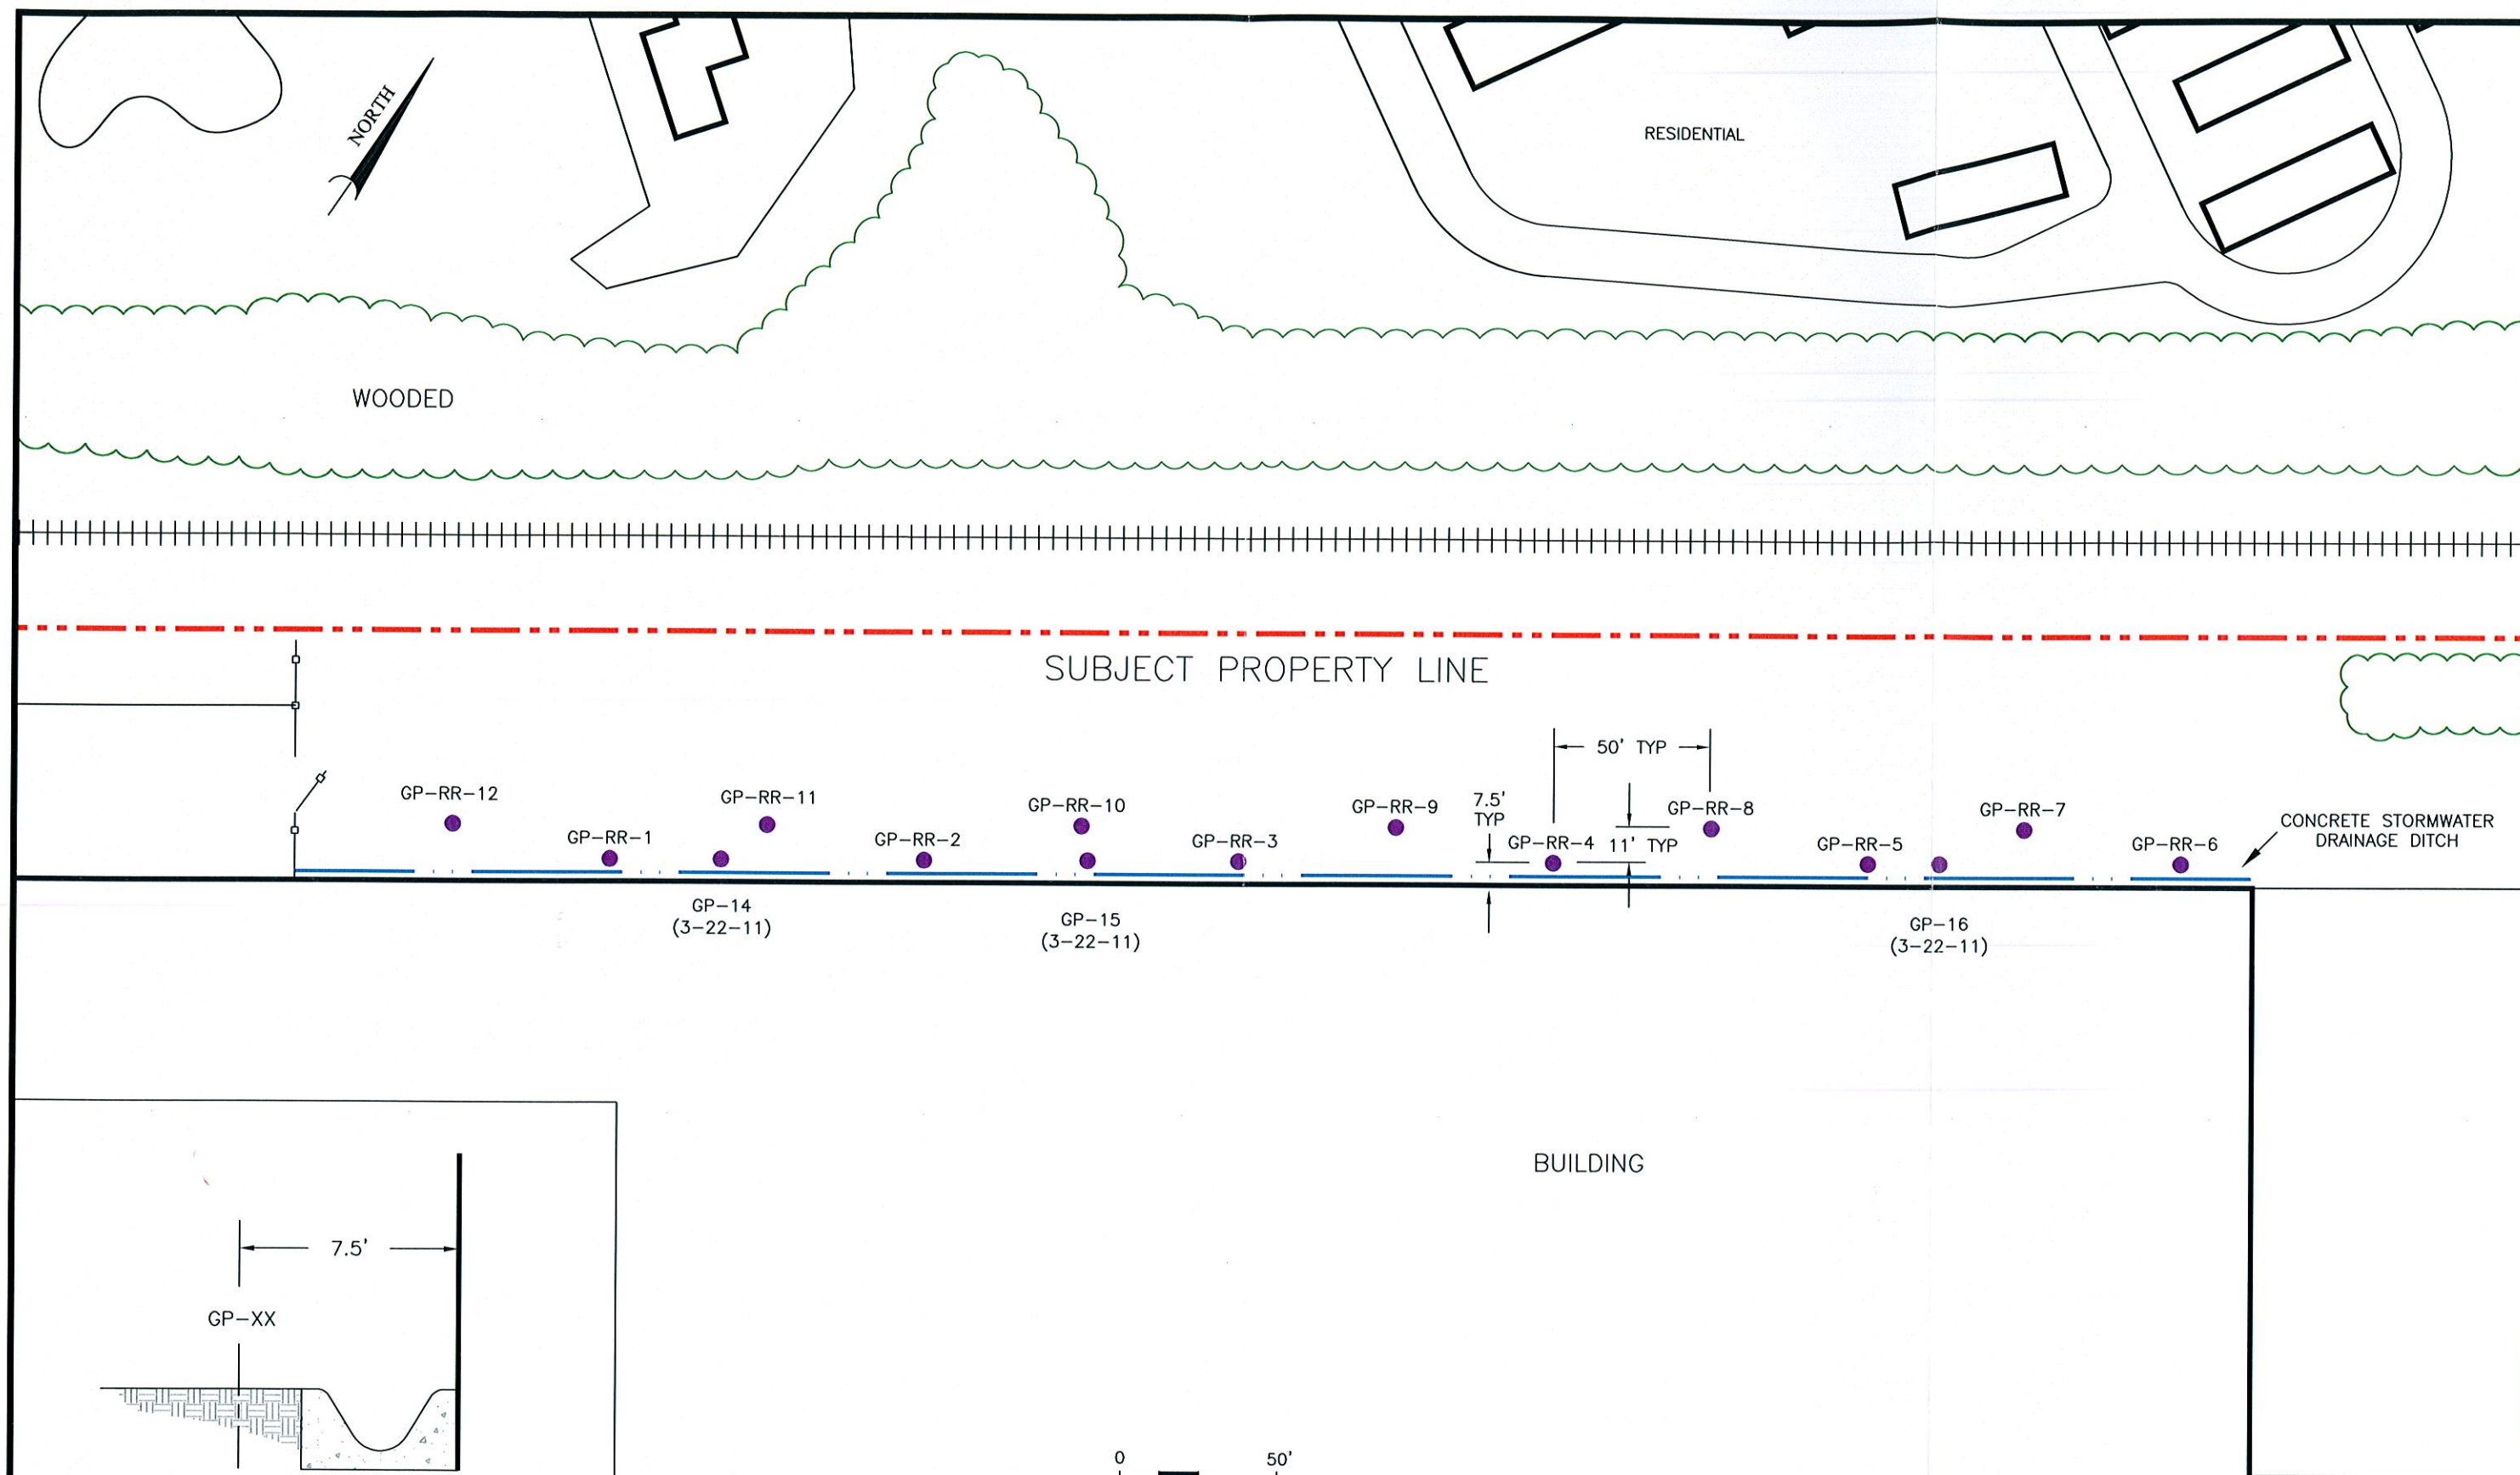 NORTH
RESIDENTIAL
WOODED
SUBJECT PROPERTY LINE
50' TYP
GP-RR-12
GP-RR-11
GP-RR-10
GP-RR-9
7.5'
TYP
GP-RR-8
GP-RR-7
GP-RR-1
GP-RR-2
GP-RR-3
GP-RR-4
11' TYP
GP-RR-5
GP-RR-6
CONCRETE STORMWATER
DRAINAGE DITCH
GP-14
(3-22-11)
GP-15
(3-22-11)
GP-16
(3-22-11)
BUILDING
7.5'
GP-XX
0
50'